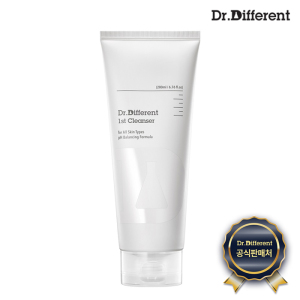 Dr.Different
Dr.Different
1st Cleanser
for All Skin Types
pH Balancing Formula
Dr.Different
공식판매처